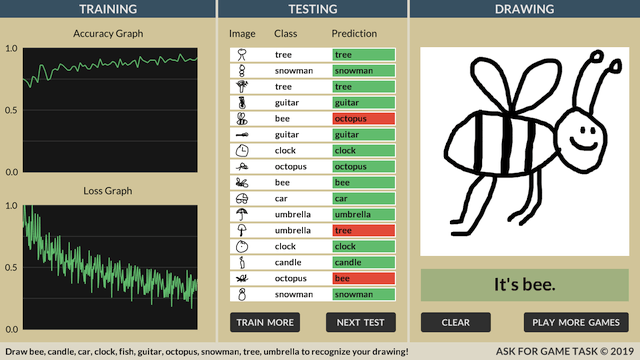 TRAINING
Accuracy Graph
1.0
0.5
0.0
Loss Graph
1.0
0.5
0.0
TESTING
Image Class Prediction
tree tree
snowman snowman
tree tree
guitar guitar
bee octopus
guitar guitar
clock clock
octopus octopus
bee bee
car car
umbrella umbrella
umbrella tree
clock clock
candle candle
octopus bee
snowman snowman
TRAIN MORE NEXT TEST
DRAWING
It's bee.
CLEAR PLAY MORE GAMES
Draw bee, candle, car, clock, fish, guitar, octopus, snowman, tree, umbrella to recognize your drawing!
ASK FOR GAME TASK © 2019